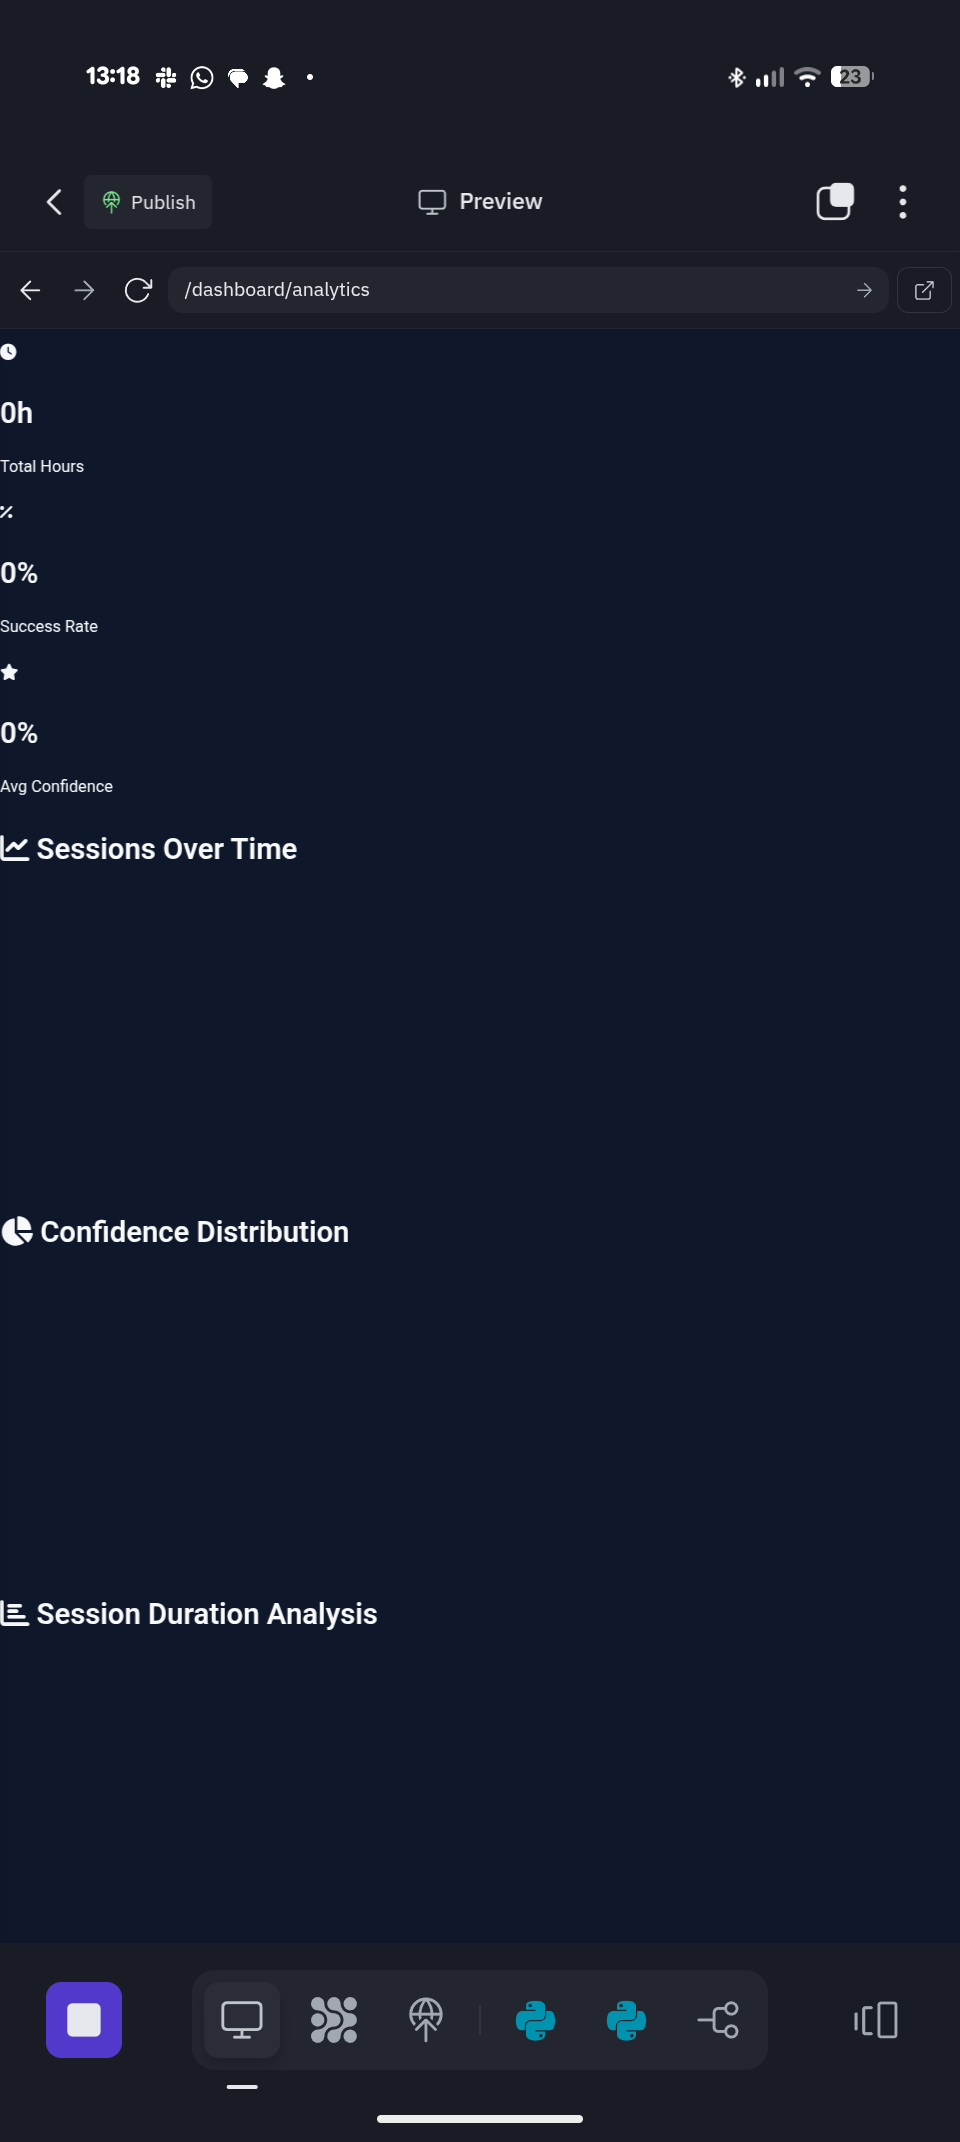 13:18
23
Publish
Preview
/dashboard/analytics
0h
Total Hours
0%
Success Rate
0%
Avg Confidence
Sessions Over Time
Confidence Distribution
Session Duration Analysis